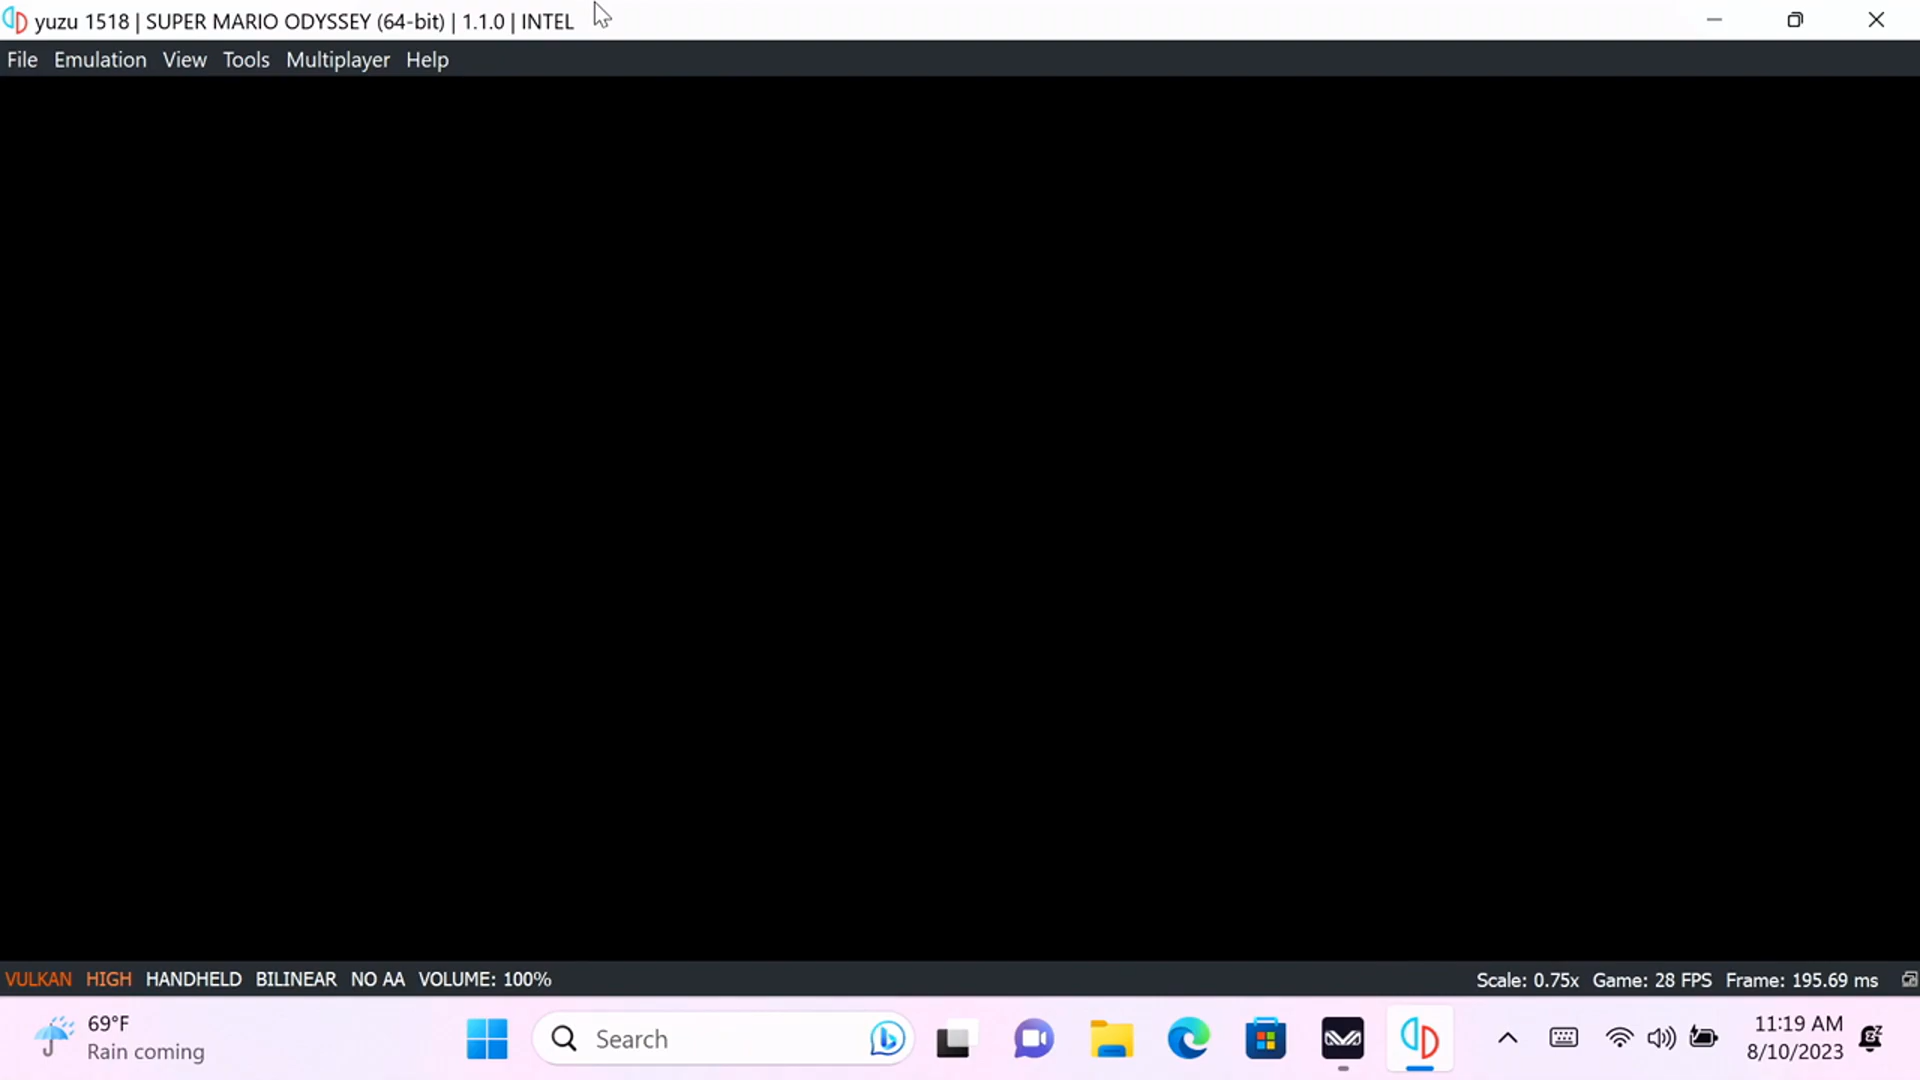 yuzu 1518 | SUPER MARIO ODYSSEY (64-bit) | 1.1.0 | INTEL
File Emulation View Tools Multiplayer Help
VULKAN HIGH HANDHELD BILINEAR NO AA VOLUME: 100% Scale: 0.75x Game: 28 FPS Frame: 195.69 ms
69°F
Rain coming
Search
11:19 AM
8/10/2023